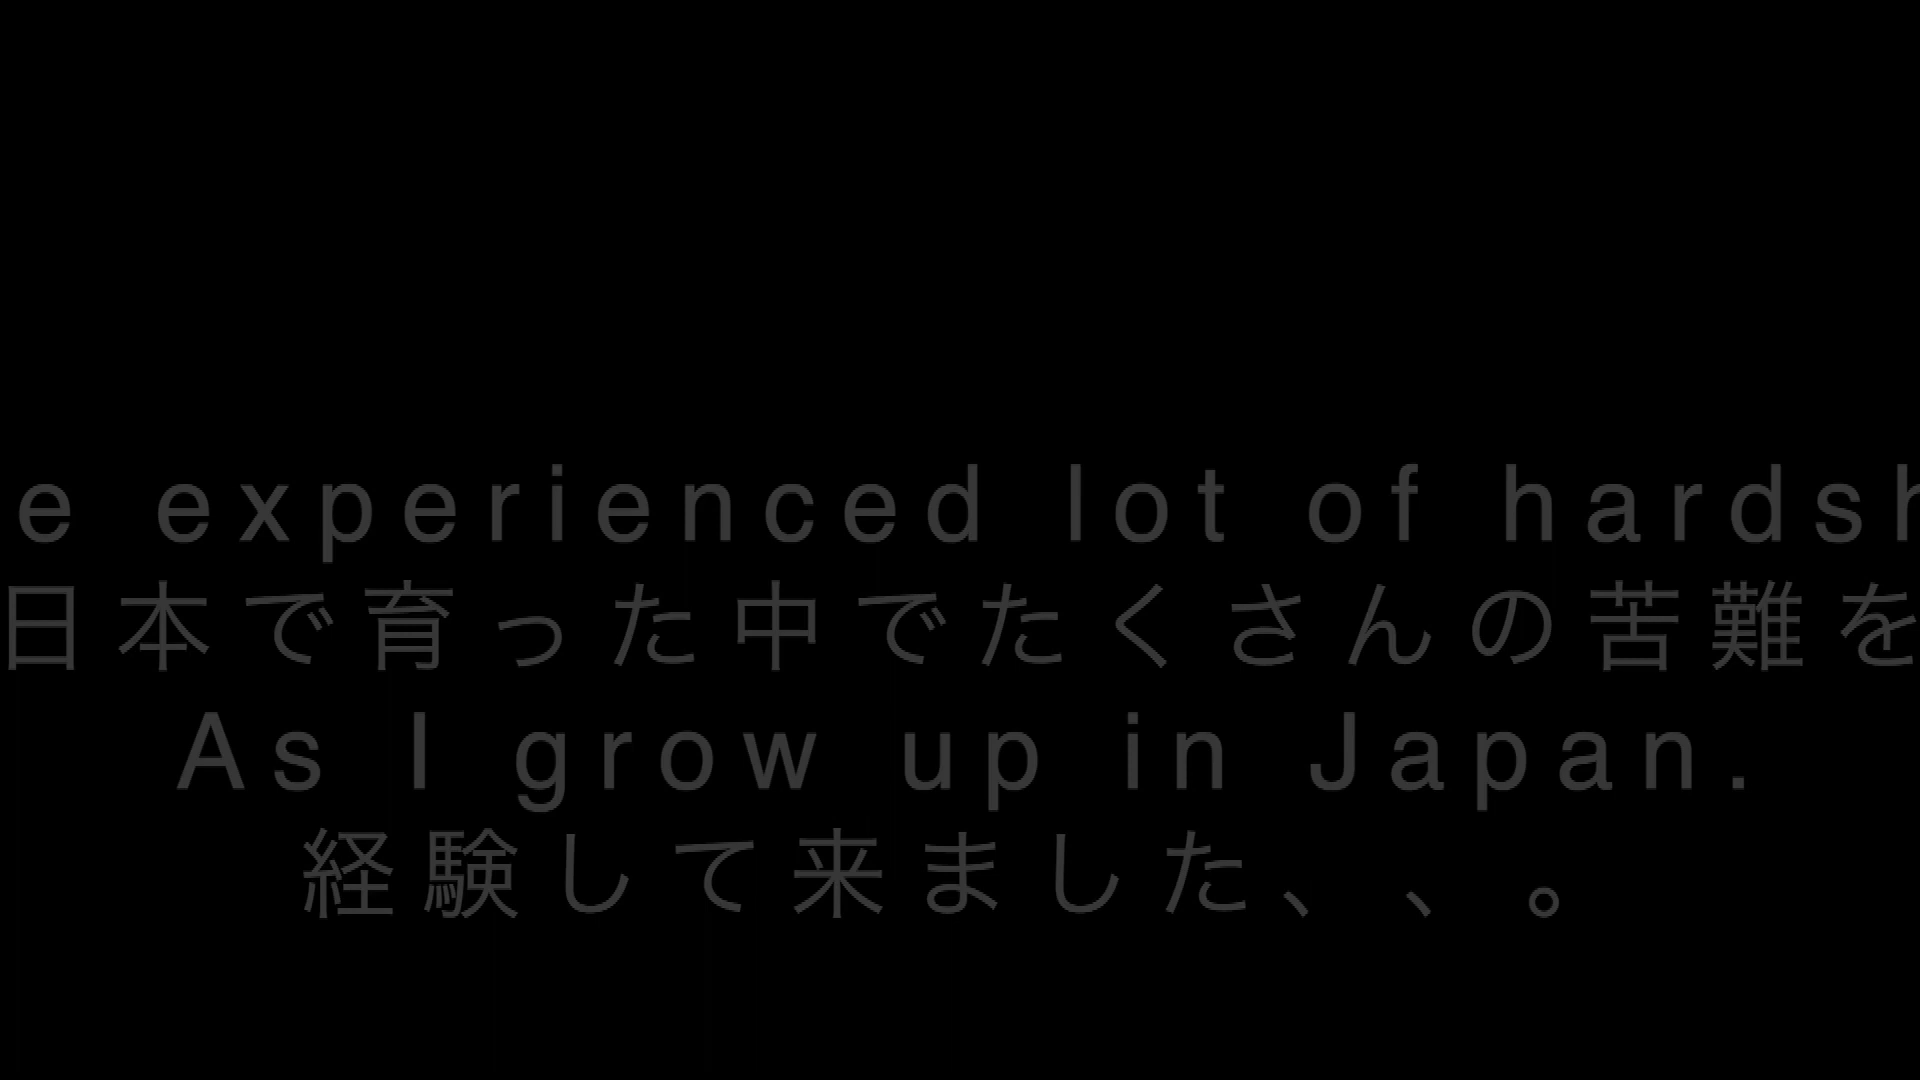 e experienced lot of hardsh
日本で育った中でたくさんの苦難を
As I grow up in Japan.
経験して来ました、、。